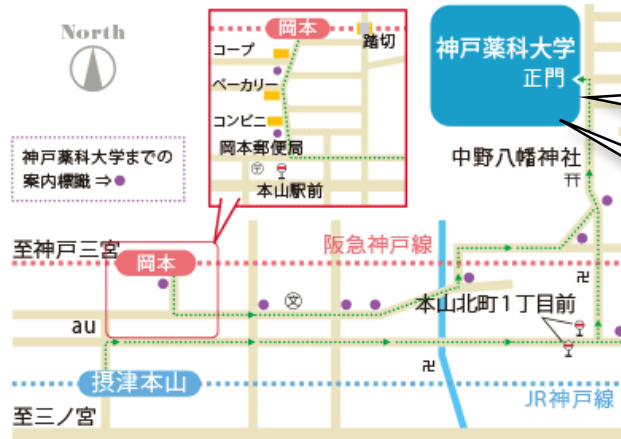 North
神戸薬科大学までの
案内標識 ⇒
岡本
踏切
コープ
ベーカリー
コンビニ
岡本郵便局
〒
本山駅前
神戸薬科大学
正門
中野八幡神社
至神戸三宮
岡本
阪急神戸線
文
卍
本山北町1丁目前
au
卍
摂津本山
JR神戸線
至三ノ宮